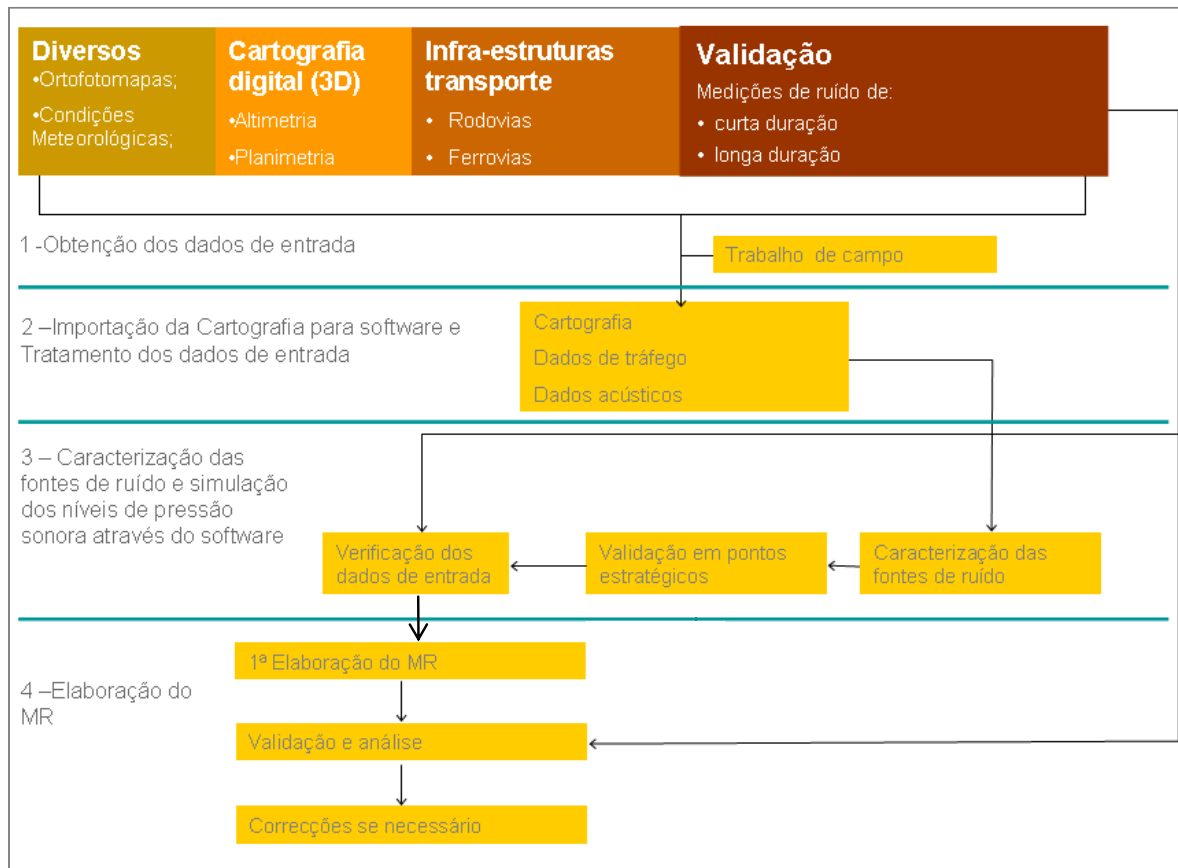 Diversos
•Ortofotomapas;
•Condições
Meteorológicas;
Cartografia
digital (3D)
•Altimetria
•Planimetria
Infra-estruturas
transporte
• Rodovias
• Ferrovias
Validação
Medições de ruído de:
• curta duração
• longa duração
1 -Obtenção dos dados de entrada
Trabalho de campo
2 –Importação da Cartografia para software e
Tratamento dos dados de entrada
Cartografia
Dados de tráfego
Dados acústicos
3 – Caracterização das
fontes de ruído e simulação
dos níveis de pressão
sonora através do software
Verificação dos
dados de entrada
Validação em pontos
estratégicos
Caracterização das
fontes de ruído
4 –Elaboração do
MR
1ª Elaboração do MR
Validação e análise
Correcções se necessário